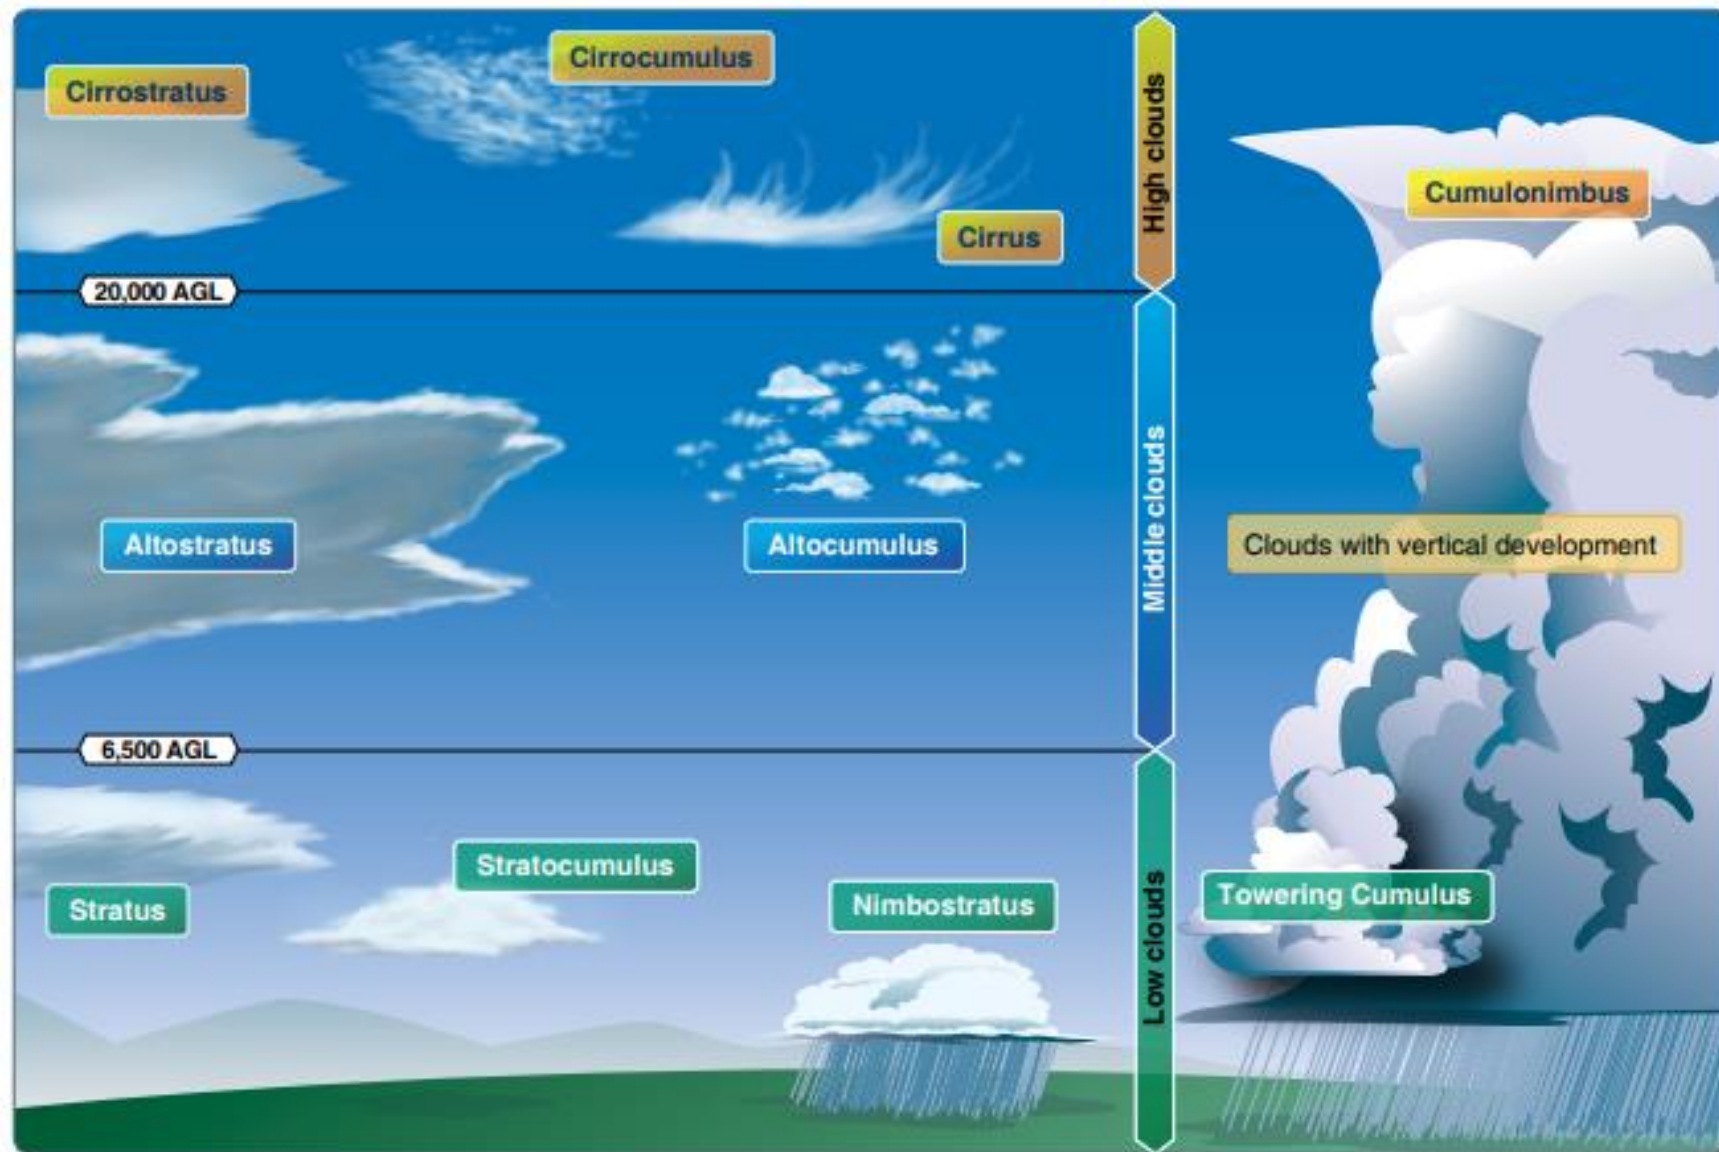 Cirrocumulus
Cirrostratus
Cirrus
High clouds
Cumulonimbus
20,000 AGL
Altostratus
Altocumulus
Middle clouds
Clouds with vertical development
6,500 AGL
Stratus
Stratocumulus
Nimbostratus
Low clouds
Towering Cumulus